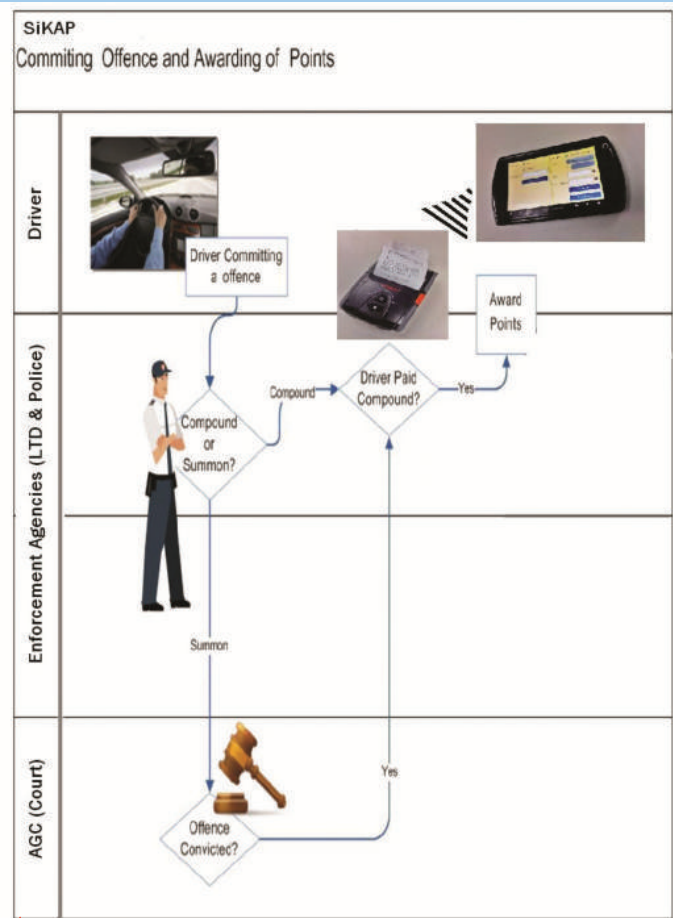 SiKAP
Commiting Offence and Awarding of Points
Driver
Driver Committing
a offence
Award
Points
Enforcement Agencies (LTD & Police)
Compound
or
Summon?
Compound
Driver Paid
Compound?
Yes
Summon
AGC (Court)
Offence
Convicted?
Yes